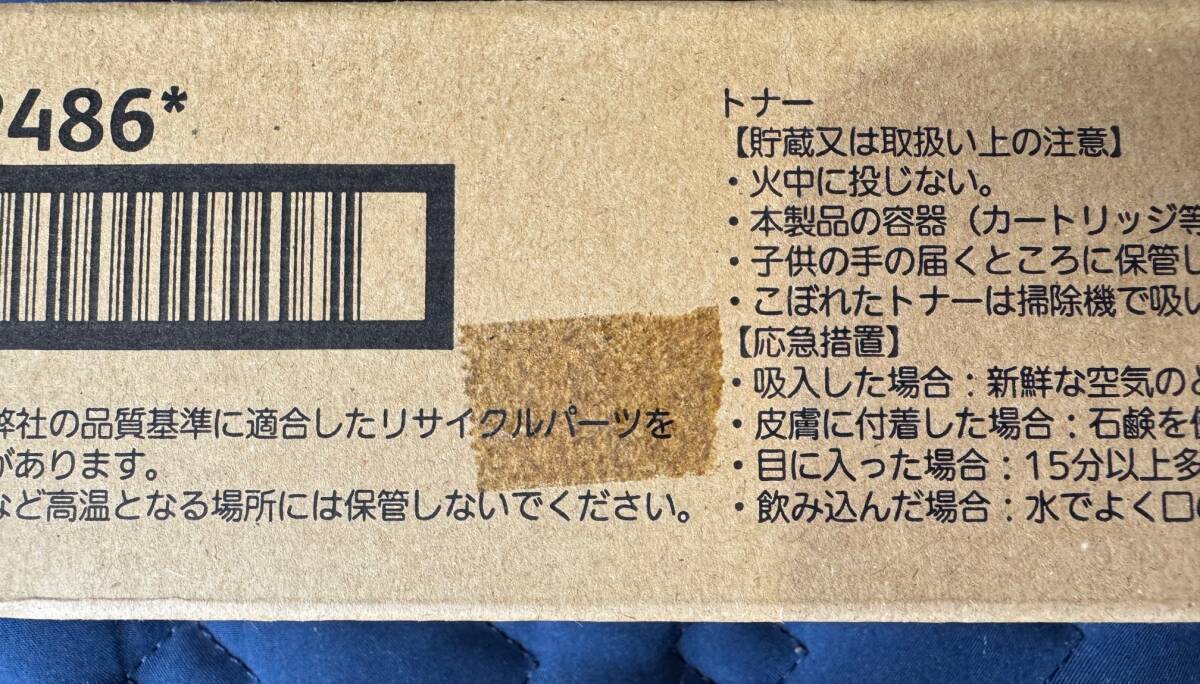 486*
弊社の品質基準に適合したリサイクルパーツを
があります。
など高温となる場所には保管しないでください。
トナー
【貯蔵又は取扱い上の注意】
・火中に投じない。
・本製品の容器（カートリッジ等
・子供の手の届くところに保管し
・こぼれたトナーは掃除機で吸い
【応急措置】
・吸入した場合：新鮮な空気のと
・皮膚に付着した場合：石鹸を使
・目に入った場合：15分以上多
・飲み込んだ場合：水でよく口の